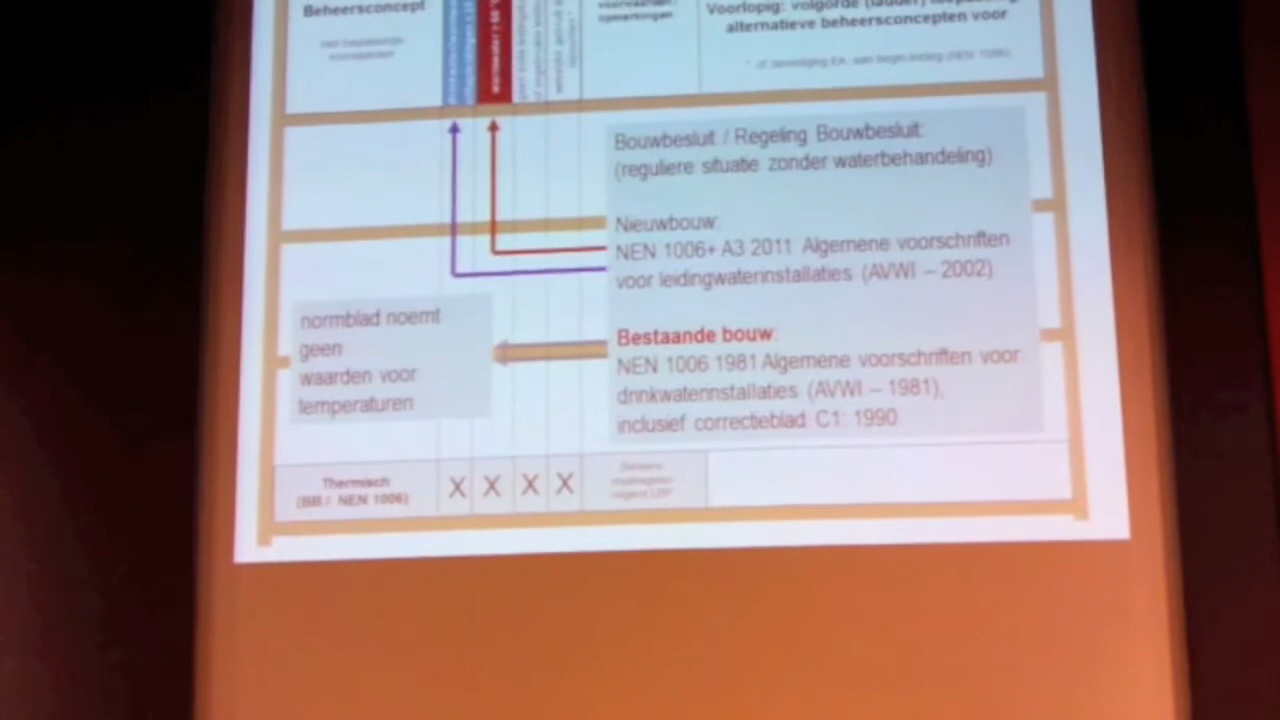 Beheersconcept
opmerkingen
Voorlopig: volgorde (ladder)
alternatieve beheersconcepten voor
Bouwbesluit / Regeling Bouwbesluit:
(reguliere situatie zonder waterbehandeling)
Nieuwbouw:
NEN 1006+ A3 2011 Algemene voorschriften
voor leidingwaterinstallaties (AVWI – 2002)
normblad noemt
geen
waarden voor
temperaturen
Bestaande bouw:
NEN 1006 1981 Algemene voorschriften voor
drinkwaterinstallaties (AVWI – 1981),
inclusief correctieblad C1: 1990
Thermisch
(BB / NEN 1006)
X X X X